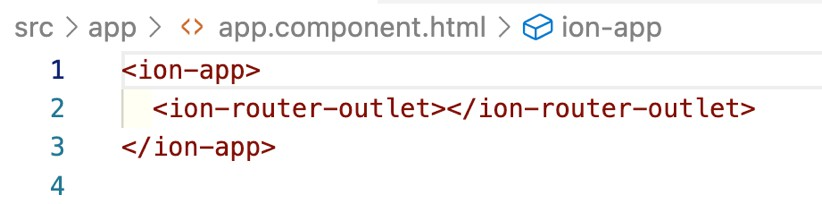 src > app > <> app.component.html > ion-app
1 <ion-app>
2   <ion-router-outlet></ion-router-outlet>
3 </ion-app>
4